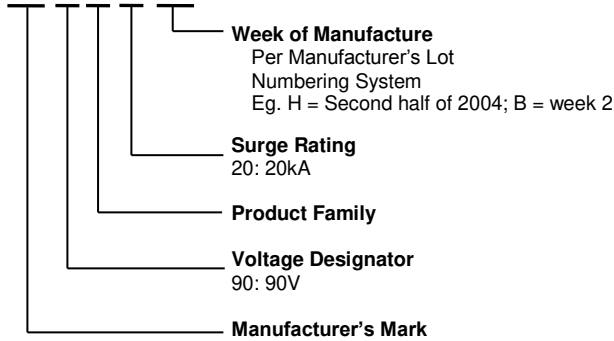 Week of Manufacture
Per Manufacturer's Lot
Numbering System
Eg. H = Second half of 2004; B = week 2
Surge Rating
20: 20kA
Product Family
Voltage Designator
90: 90V
Manufacturer's Mark